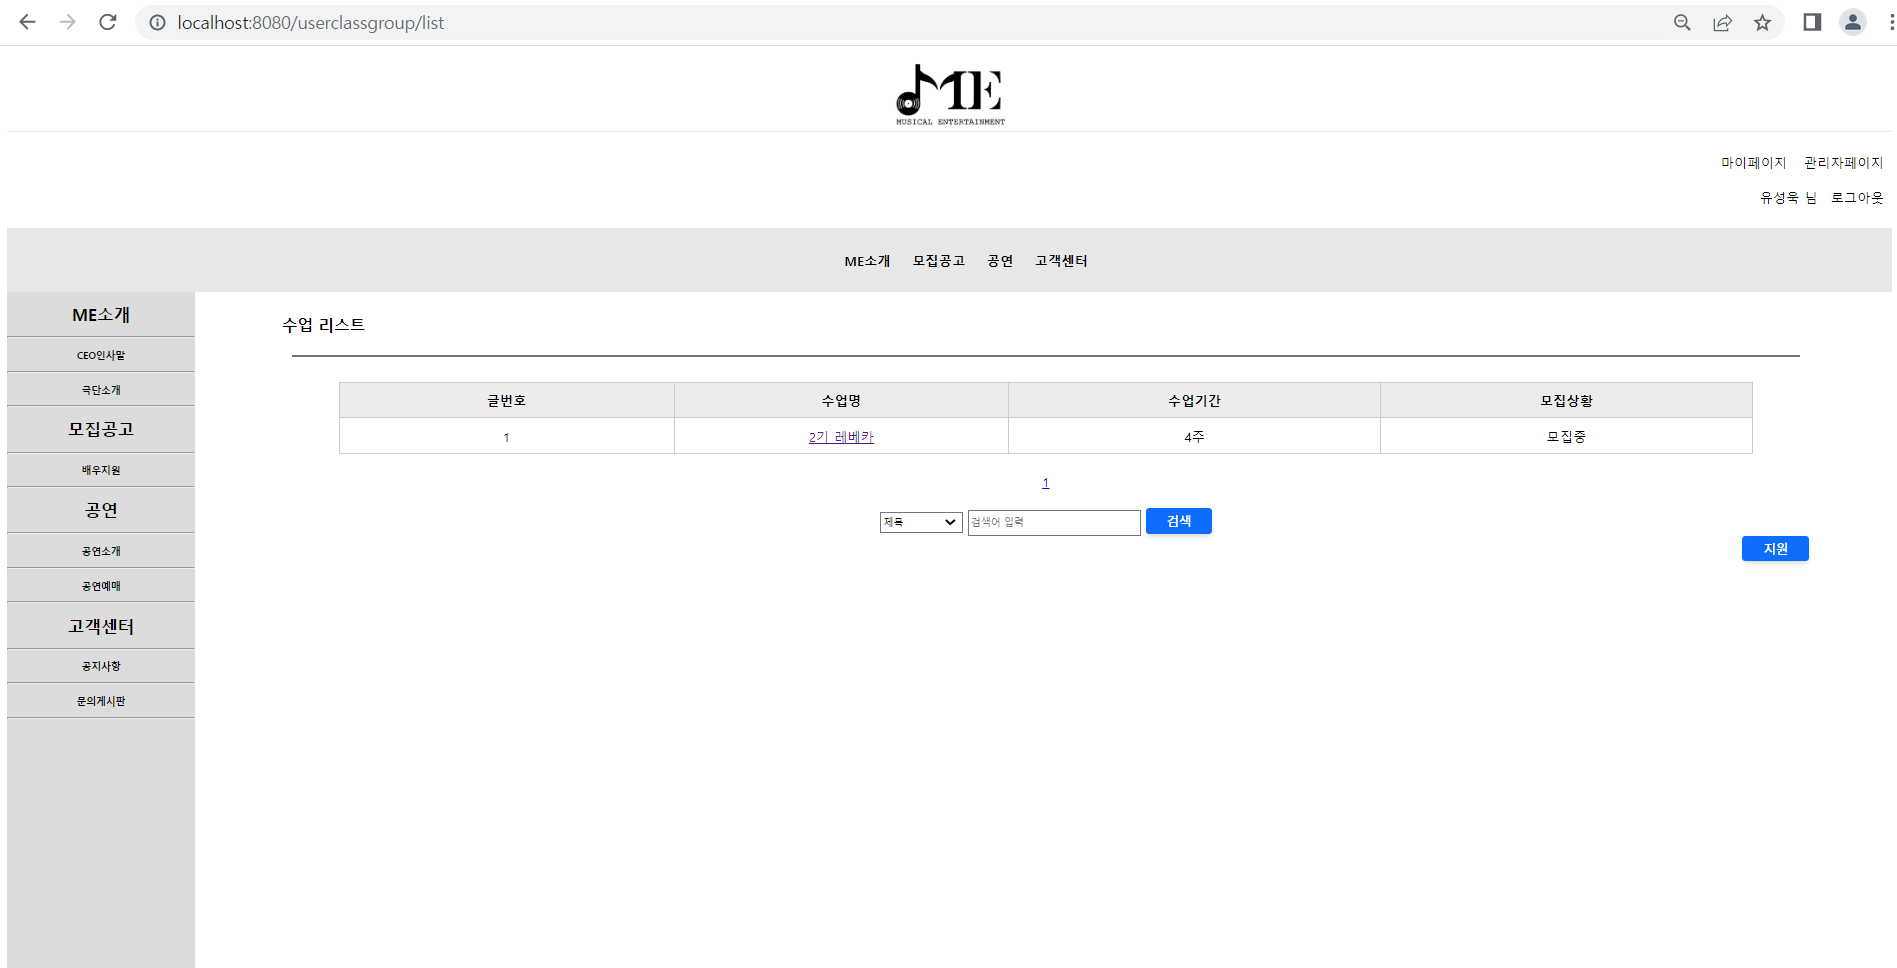 localhost:8080/userclassgroup/list
ME
MUSICAL ENTERTAINMENT
마이페이지 관리자페이지
유성욱 님 로그아웃
ME소개 모집공고 공연 고객센터
ME소개
CEO인사말
극단소개
모집공고
배우지원
공연
공연소개
공연예매
고객센터
공지사항
문의게시판
수업 리스트
글번호 수업명 수업기간 모집상황
1 2기 레베카 4주 모집중
1
제목 검색어 입력 검색
지원